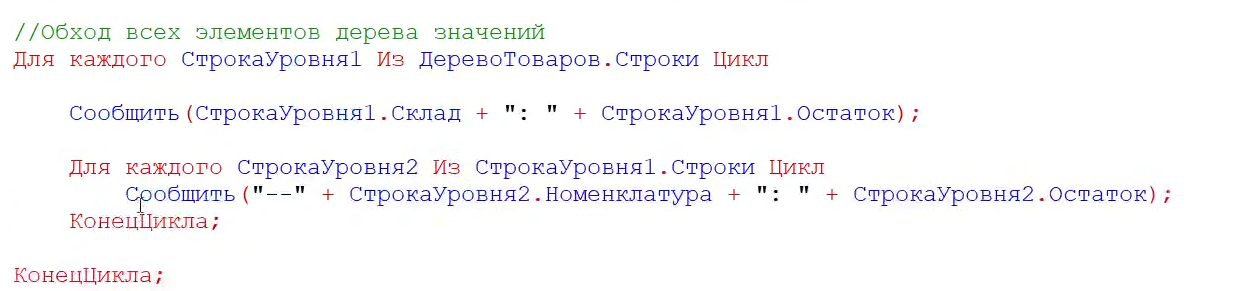 //Обход всех элементов дерева значений
Для каждого СтрокаУровня1 Из ДеревоТоваров.Строки Цикл
Сообщить(СтрокаУровня1.Склад + ": " + СтрокаУровня1.Остаток);
Для каждого СтрокаУровня2 Из СтрокаУровня1.Строки Цикл
Сообщить("--" + СтрокаУровня2.Номенклатура + ": " + СтрокаУровня2.Остаток);
КонецЦикла;
КонецЦикла;